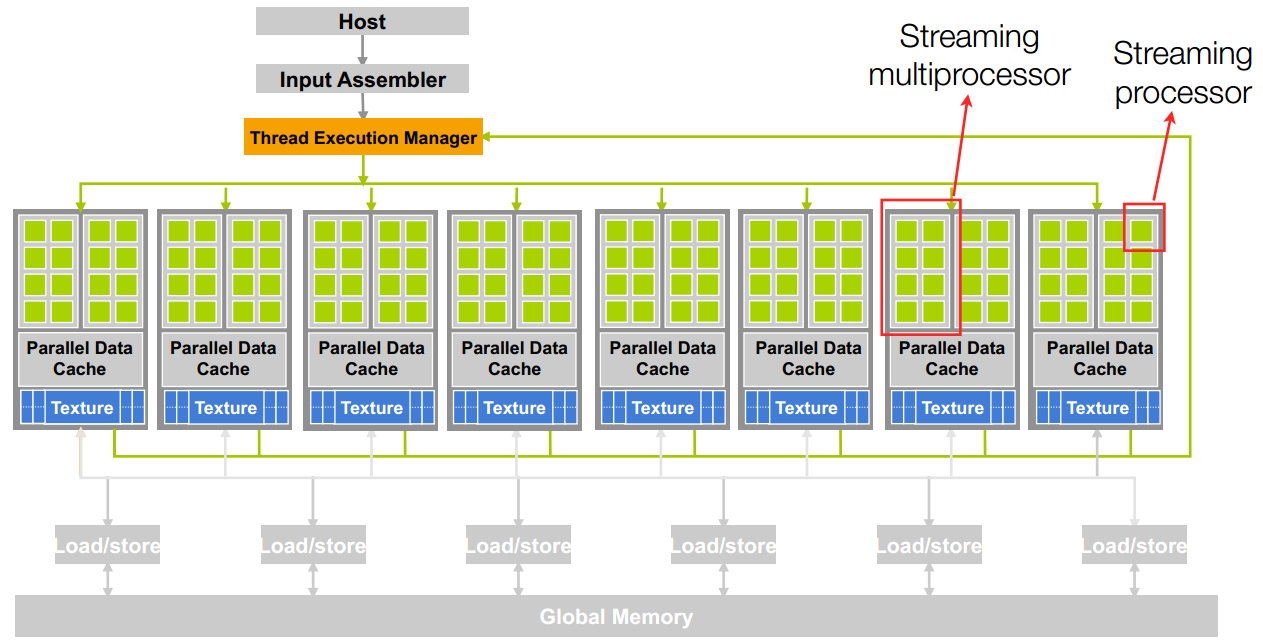 Host
Streaming
multiprocessor
Streaming
processor
Input Assembler
Thread Execution Manager
Parallel Data
Cache
Parallel Data
Cache
Parallel Data
Cache
Parallel Data
Cache
Parallel Data
Cache
Parallel Data
Cache
Parallel Data
Cache
Parallel Data
Cache
Texture
Texture
Texture
Texture
Texture
Texture
Texture
Texture
Load/store
Load/store
Load/store
Load/store
Load/store
Load/store
Global Memory